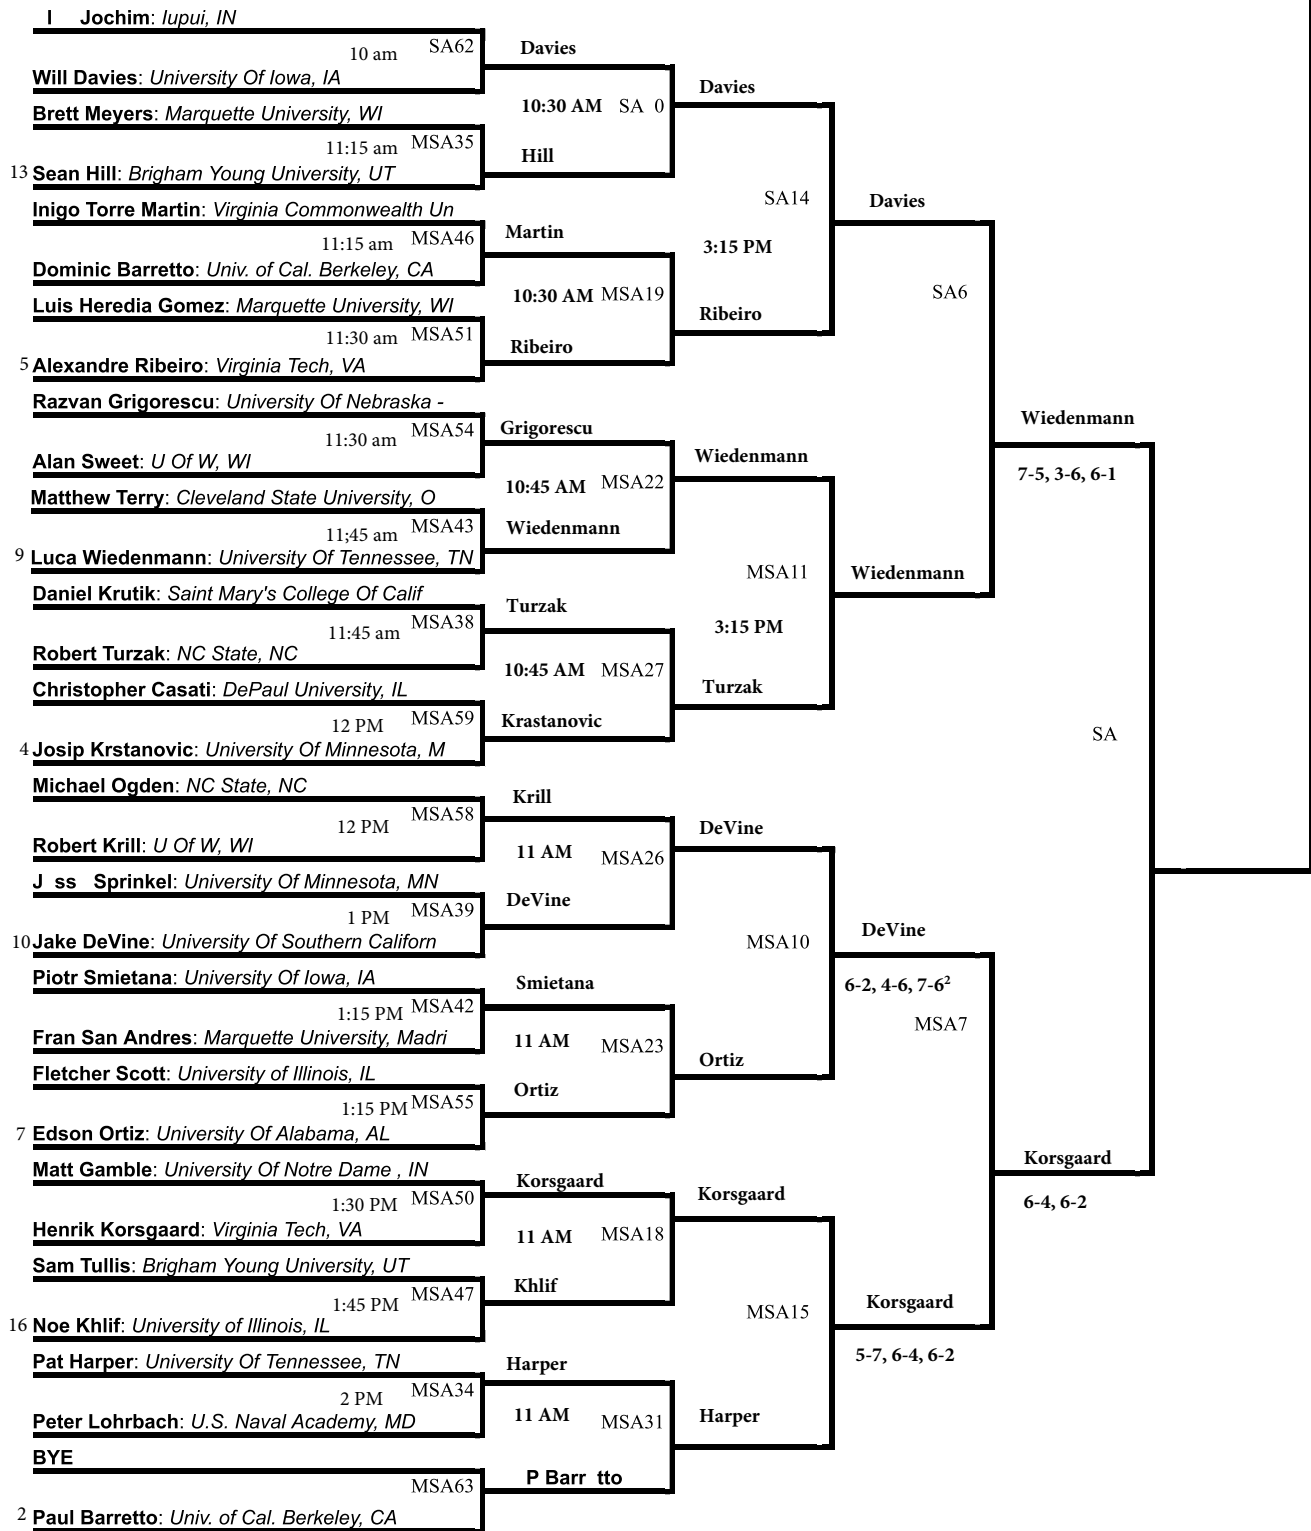 I Jochim: Iupui, IN
10 am SA62
Will Davies: University Of Iowa, IA
Brett Meyers: Marquette University, WI
11:15 am MSA35
13 Sean Hill: Brigham Young University, UT
Inigo Torre Martin: Virginia Commonwealth Un
11:15 am MSA46
Dominic Barretto: Univ. of Cal. Berkeley, CA
Luis Heredia Gomez: Marquette University, WI
11:30 am MSA51
5 Alexandre Ribeiro: Virginia Tech, VA
Razvan Grigorescu: University Of Nebraska -
11:30 am MSA54
Alan Sweet: U Of W, WI
Matthew Terry: Cleveland State University, O
11;45 am MSA43
9 Luca Wiedenmann: University Of Tennessee, TN
Daniel Krutik: Saint Mary's College Of Calif
11:45 am MSA38
Robert Turzak: NC State, NC
Christopher Casati: DePaul University, IL
12 PM MSA59
4 Josip Krstanovic: University Of Minnesota, M
Michael Ogden: NC State, NC
12 PM MSA58
Robert Krill: U Of W, WI
J ss Sprinkel: University Of Minnesota, MN
1 PM MSA39
10 Jake DeVine: University Of Southern Californ
Piotr Smietana: University Of Iowa, IA
1:15 PM MSA42
Fran San Andres: Marquette University, Madri
Fletcher Scott: University of Illinois, IL
1:15 PM MSA55
7 Edson Ortiz: University Of Alabama, AL
Matt Gamble: University Of Notre Dame , IN
1:30 PM MSA50
Henrik Korsgaard: Virginia Tech, VA
Sam Tullis: Brigham Young University, UT
1:45 PM MSA47
16 Noe Khlif: University of Illinois, IL
Pat Harper: University Of Tennessee, TN
2 PM MSA34
Peter Lohrbach: U.S. Naval Academy, MD
BYE
MSA63
2 Paul Barretto: Univ. of Cal. Berkeley, CA
Davies
10:30 AM SA 0
Hill
Martin
10:30 AM MSA19
Ribeiro
Grigorescu
10:45 AM MSA22
Wiedenmann
Turzak
10:45 AM MSA27
Krastanovic
Krill
11 AM MSA26
DeVine
Smietana
11 AM MSA23
Ortiz
Korsgaard
11 AM MSA18
Khlif
Harper
11 AM MSA31
P Barr tto
Davies
SA14
3:15 PM
Ribeiro
Wiedenmann
MSA11
3:15 PM
Turzak
DeVine
MSA10
Ortiz
Korsgaard
MSA15
Harper
Davies
SA6
Wiedenmann
DeVine
6-2, 4-6, 7-6²
MSA7
Korsgaard
5-7, 6-4, 6-2
Wiedenmann
7-5, 3-6, 6-1
SA
Korsgaard
6-4, 6-2